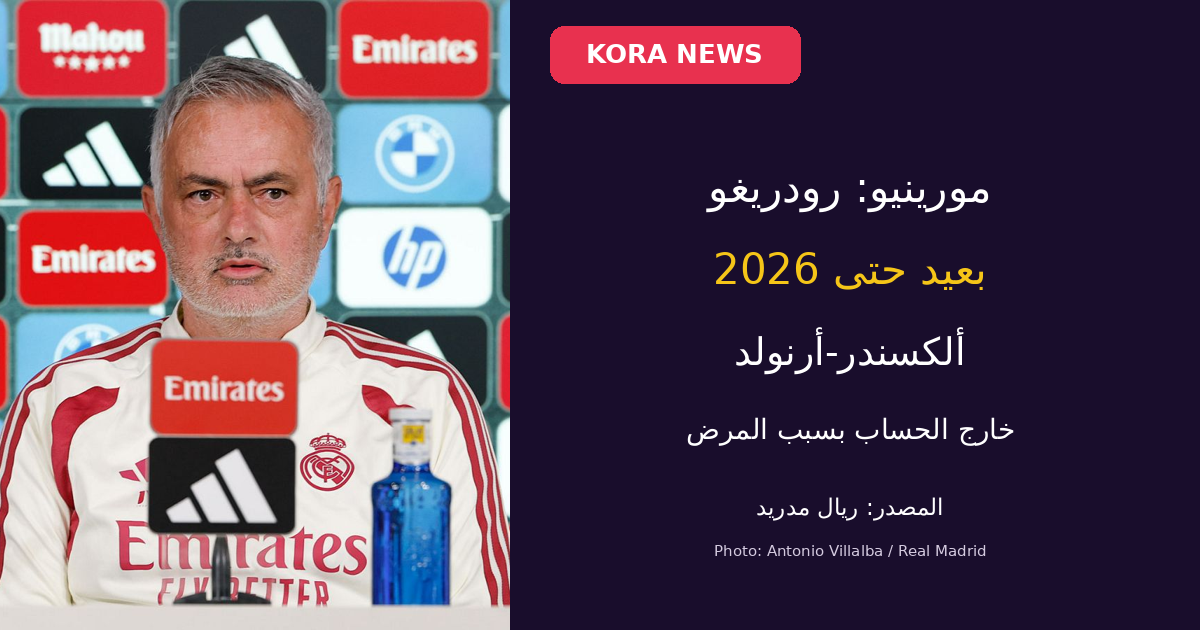 Mahou
Emirates
Emirates
hp
Emirates
Emirates
FLY BETTER
KORA NEWS
مورينيو: رودريغو
بعيد حتى 2026
ألكسندر-أرنولد
خارج الحساب بسبب المرض
المصدر: ريال مدريد
Photo: Antonio Villalba / Real Madrid